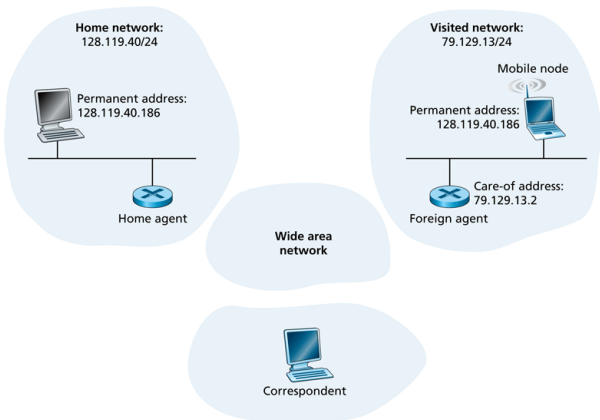 Home network:
128.119.40/24
Permanent address:
128.119.40.186
Home agent
Visited network:
79.129.13/24
Mobile node
Permanent address:
128.119.40.186
Care-of address:
79.129.13.2
Foreign agent
Wide area
network
Correspondent